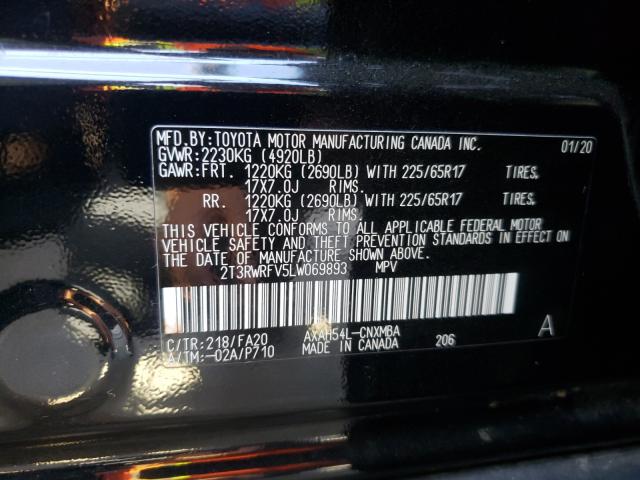 MFD.BY:TOYOTA MOTOR MANUFACTURING CANADA INC. 01/20
GVWR:2230KG (4920LB)
GAWR:FRT. 1220KG (2690LB) WITH 225/65R17 TIRES,
17X7.0J RIMS.
RR. 1220KG (2690LB) WITH 225/65R17 TIRES,
17X7.0J RIMS.
THIS VEHICLE CONFORMS TO ALL APPLICABLE FEDERAL MOTOR
VEHICLE SAFETY AND THEFT PREVENTION STANDARDS IN EFFECT ON
THE DATE OF MANUFACTURE SHOWN ABOVE.
2T3RWRFV5LW069893 MPV
C/TR:218/FA20 AXAH54L-CNXMBA A
A/TM:-02A/P710 MADE IN CANADA 206